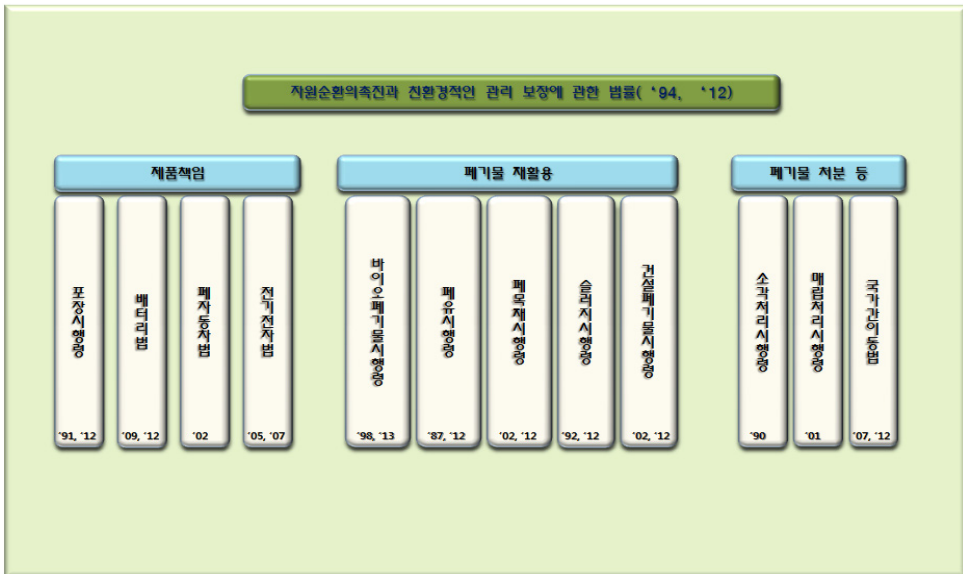 자원순환의촉진과 친환경적인 관리 보장에 관한 법률( ‘94, ‘12)
제품책임
포장시행령
‘91, ‘12
배터리법
‘09, ‘12
폐자동차법
‘02
전기전자법
‘05, ‘07
폐기물 재활용
바이오폐기물시행령
‘98, ‘13
폐유시행령
‘87, ‘12
폐목재시행령
‘02, ‘12
슬러지시행령
‘92, ‘12
건설폐기물시행령
‘02, ‘12
폐기물 처분 등
소각처리시행령
‘90
매립처리시행령
‘01
국가간이동법
‘07, ‘12